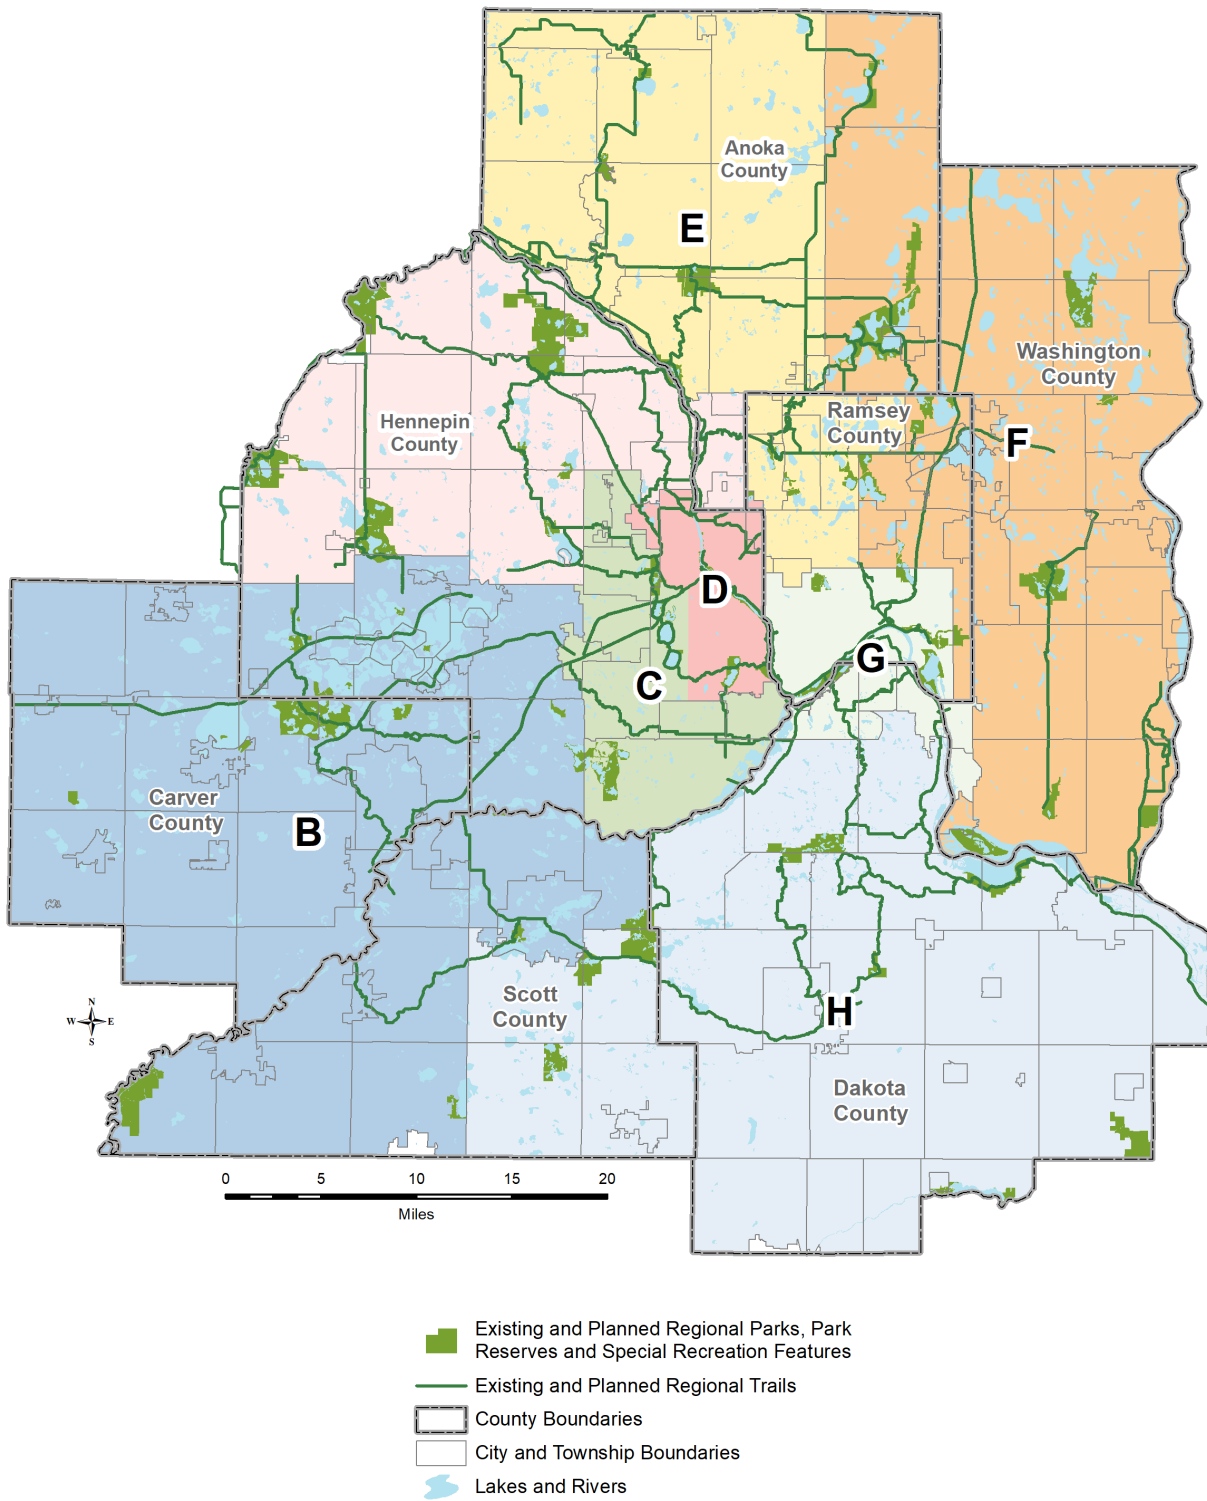 Anoka
County
E
Washington
County
Ramsey
County
Hennepin
County
F
D
G
C
Carver
County
B
N
W E
S
Scott
County
H
Dakota
County
0 5 10 15 20
Miles
Existing and Planned Regional Parks, Park
Reserves and Special Recreation Features
Existing and Planned Regional Trails
County Boundaries
City and Township Boundaries
Lakes and Rivers